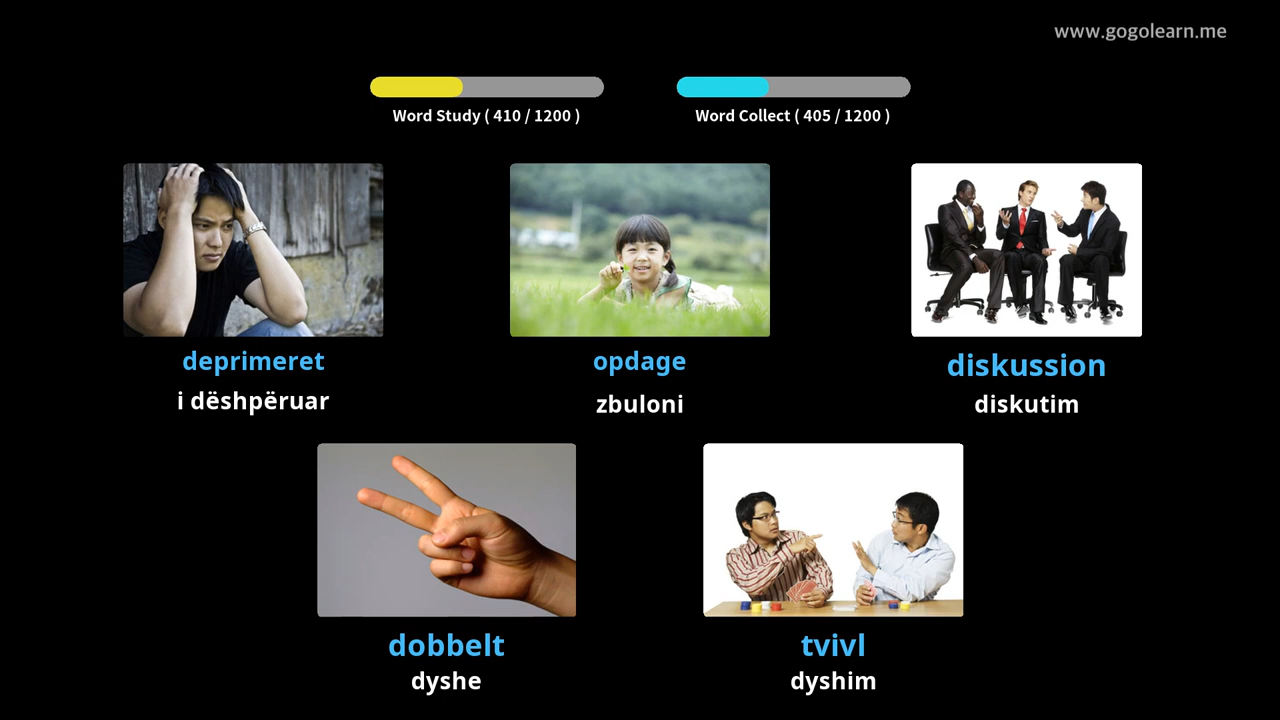 www.gogolearn.me
Word Study ( 410 / 1200 )
Word Collect ( 405 / 1200 )
deprimeret
i dëshpëruar
opdage
zbuloni
diskussion
diskutim
dobbelt
dyshe
tvivl
dyshim